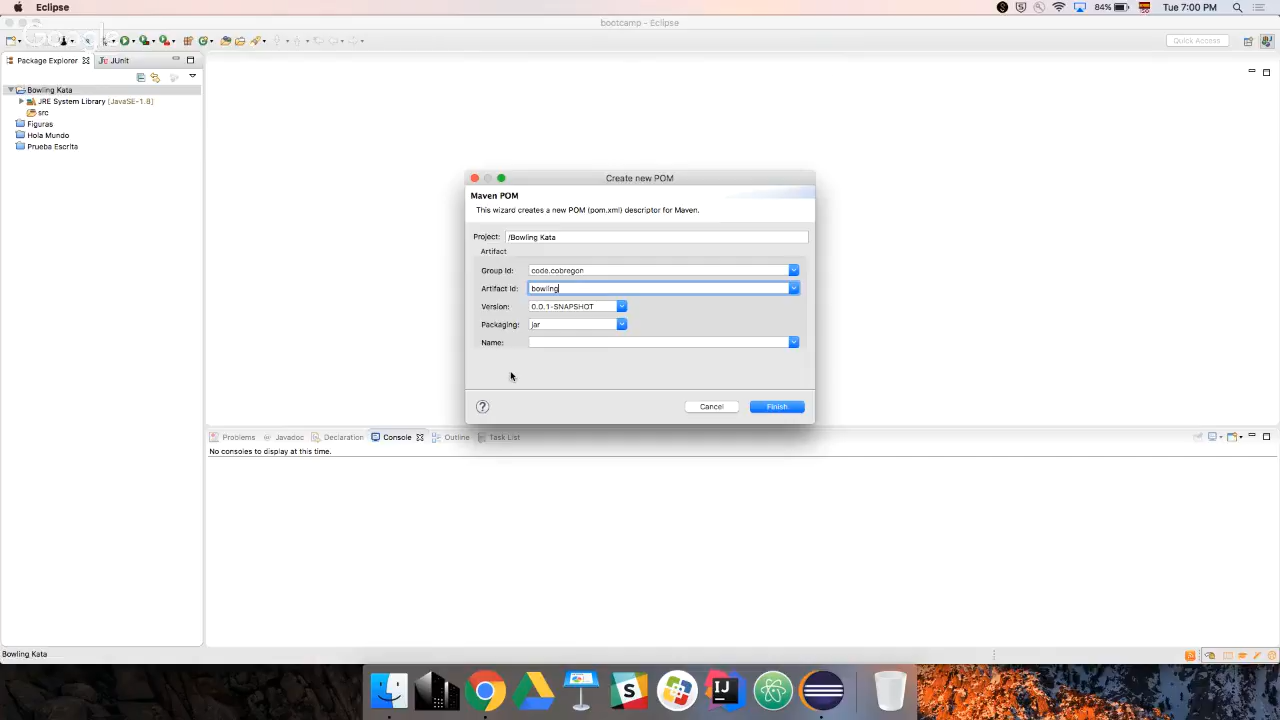 Eclipse
84%
Tue 7:00 PM
bootcamp - Eclipse
Quick Access
Package Explorer
JUnit
Bowling Kata
JRE System Library [JavaSE-1.8]
src
Figuras
Hola Mundo
Prueba Escrita
Create new POM
Maven POM
This wizard creates a new POM (pom.xml) descriptor for Maven.
Project: /Bowling Kata
Artifact
Group Id: code.cobregon
Artifact Id: bowling
Version: 0.0.1-SNAPSHOT
Packaging: jar
Name:
?
Cancel
Finish
Problems
Javadoc
Declaration
Console
Outline
Task List
No consoles to display at this time.
Bowling Kata
S
IJ